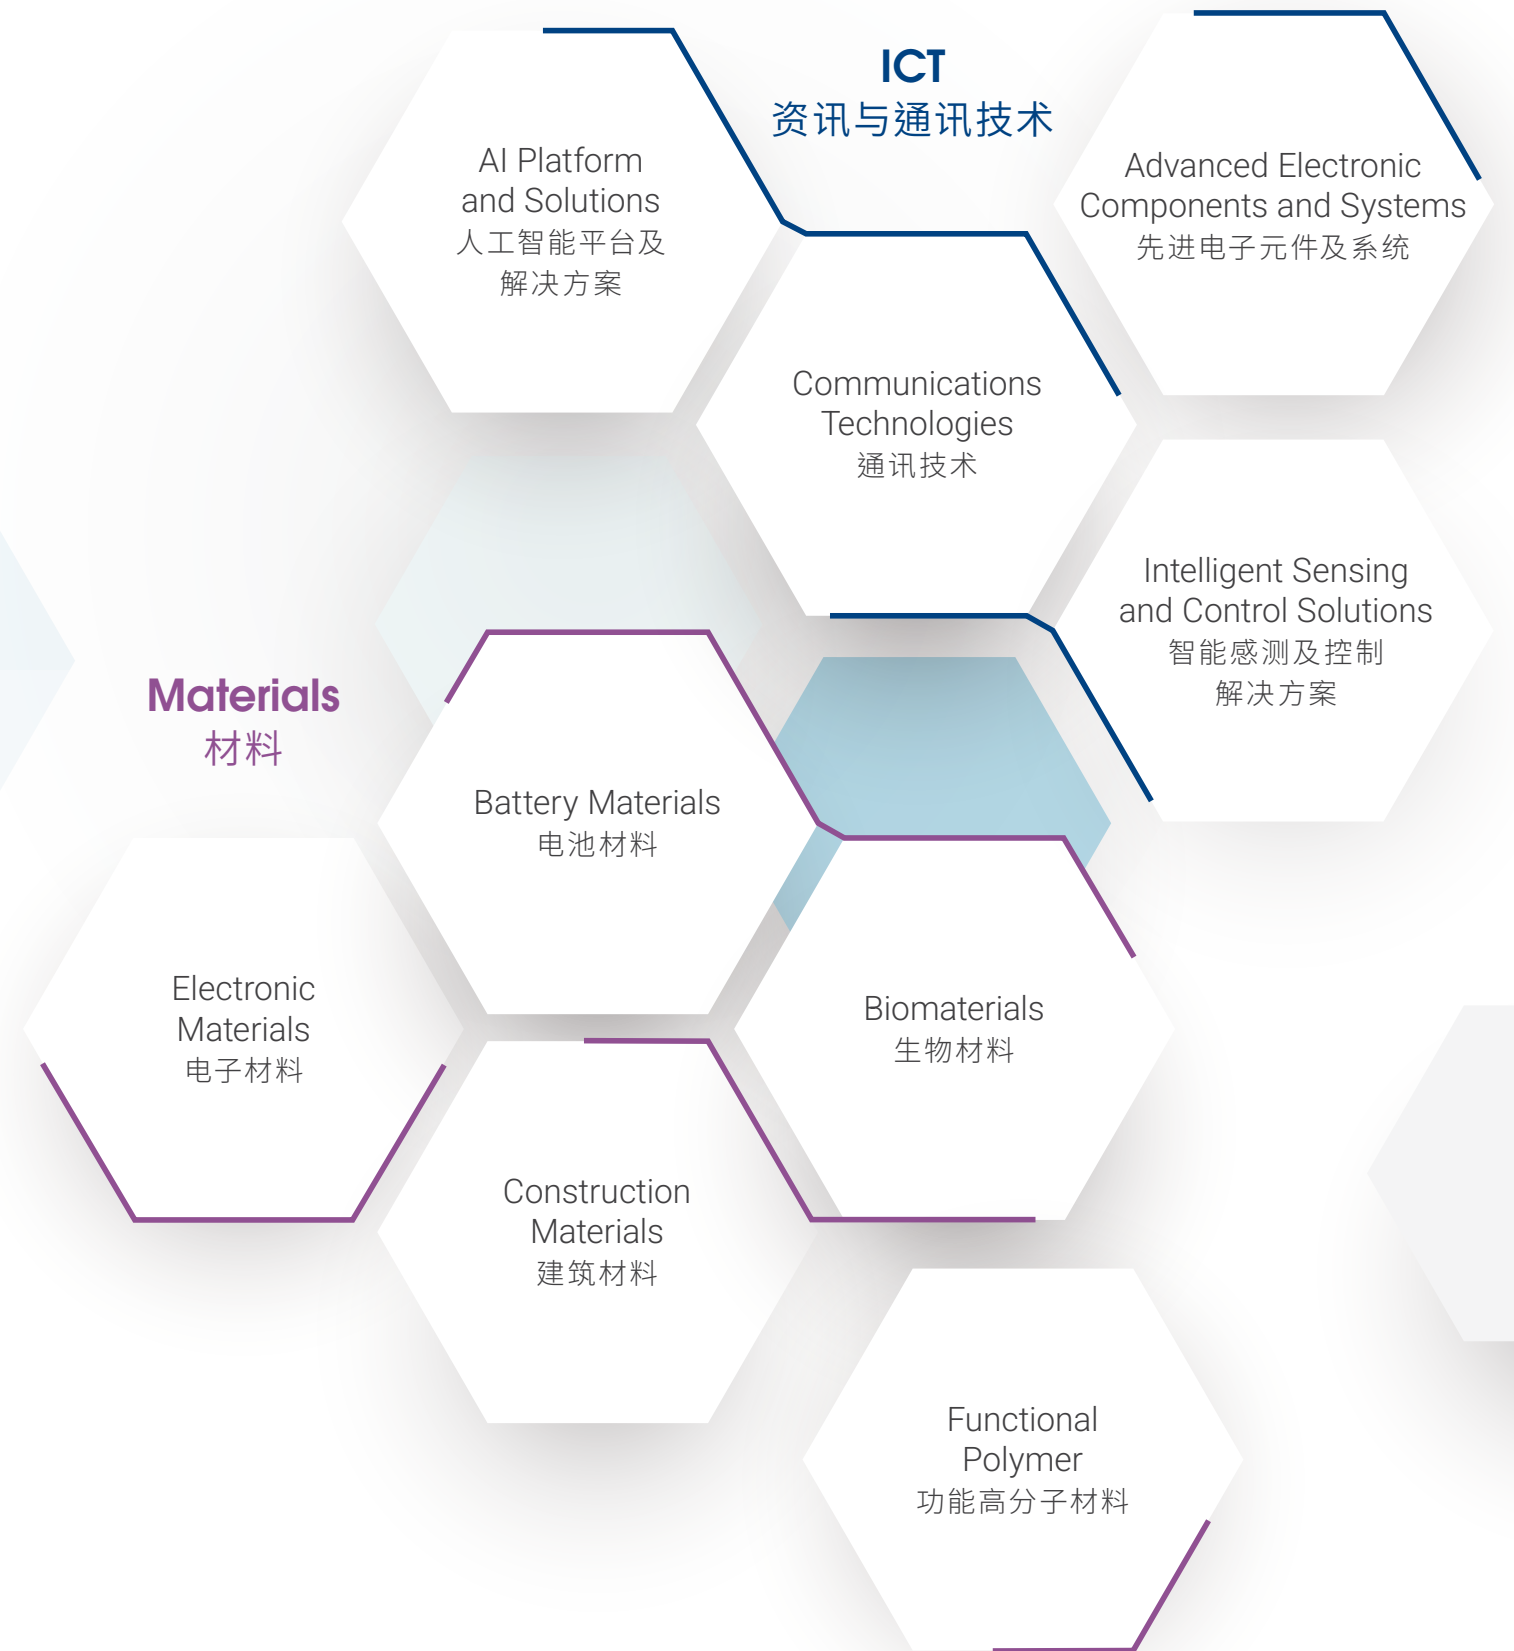 ICT
资讯与通讯技术
AI Platform
and Solutions
人工智能平台及
解决方案
Advanced Electronic
Components and Systems
先进电子元件及系统
Communications
Technologies
通讯技术
Intelligent Sensing
and Control Solutions
智能感测及控制
解决方案
Materials
材料
Battery Materials
电池材料
Electronic
Materials
电子材料
Biomaterials
生物材料
Construction
Materials
建筑材料
Functional
Polymer
功能高分子材料